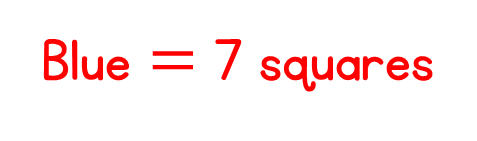 Blue = 7 squares